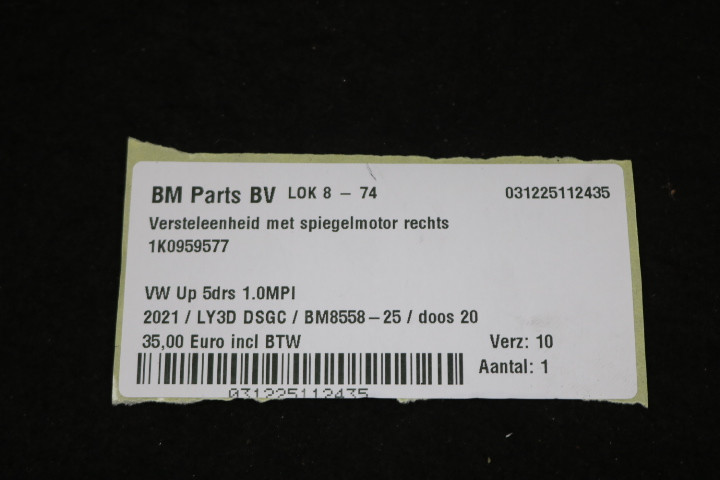 BM Parts BV LOK 8 - 74 031225112435
Versteleenheid met spiegelmotor rechts
1K0959577
VW Up 5drs 1.0MPI
2021 / LY3D DSGC / BM8558-25 / doos 20
35,00 Euro incl BTW Verz: 10
Aantal: 1
031225112435